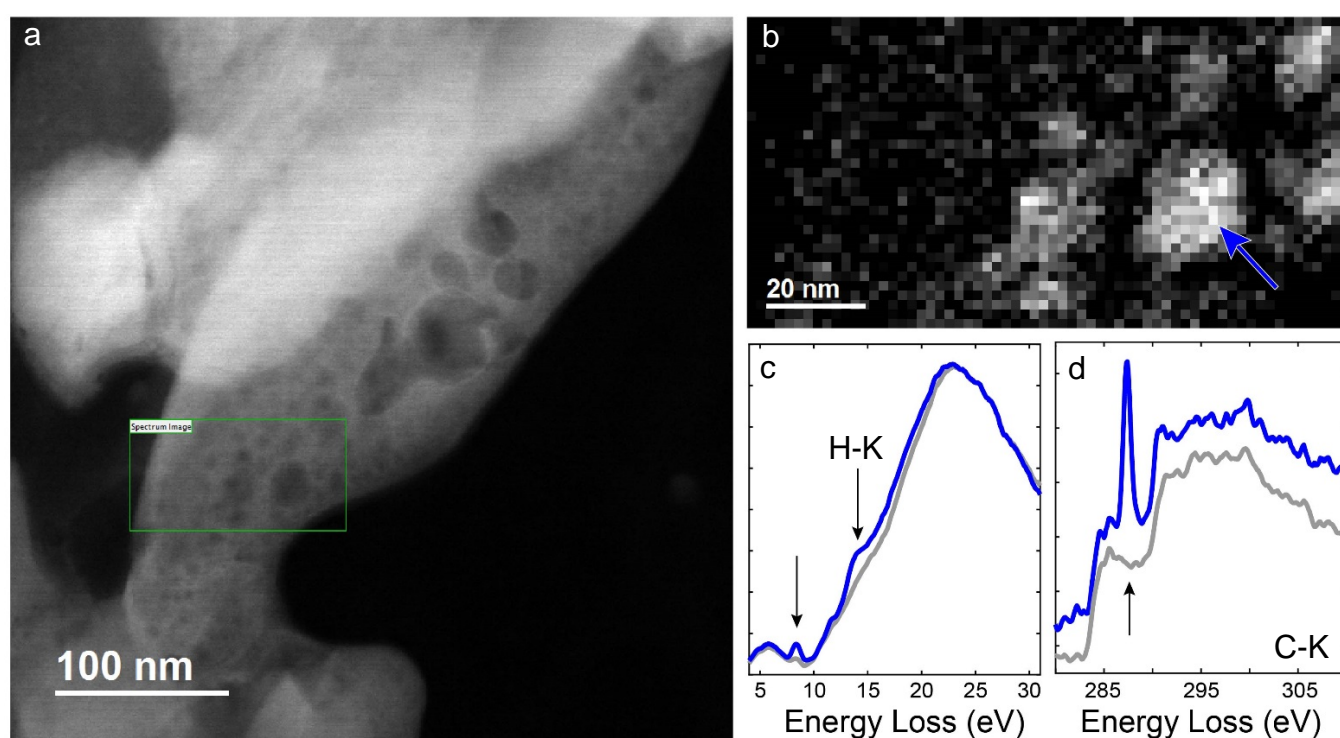 a
Spectrum Image
100 nm
b
20 nm
c
H-K
5 10 15 20 25 30
Energy Loss (eV)
d
C-K
285 295 305
Energy Loss (eV)